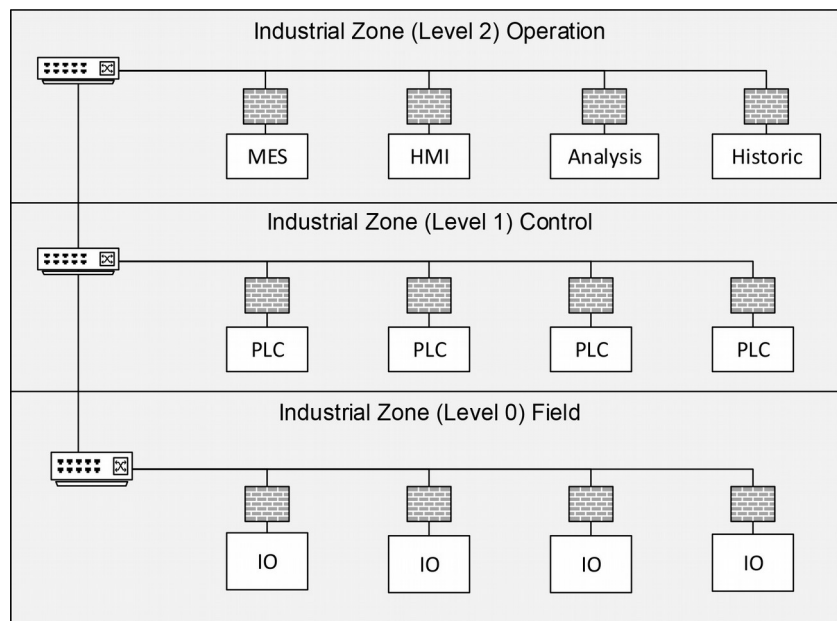 Industrial Zone (Level 2) Operation
MES HMI Analysis Historic
Industrial Zone (Level 1) Control
PLC PLC PLC PLC
Industrial Zone (Level 0) Field
IO IO IO IO